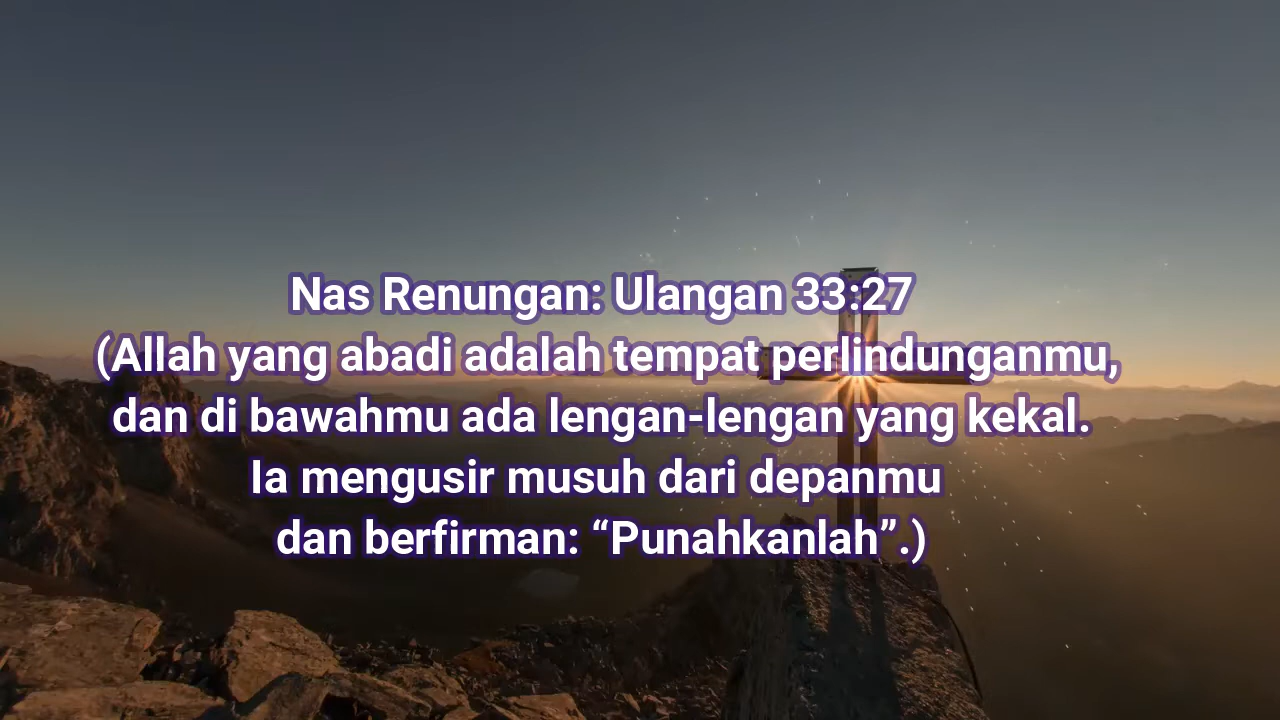 Nas Renungan: Ulangan 33:27
(Allah yang abadi adalah tempat perlindunganmu,
dan di bawahmu ada lengan-lengan yang kekal.
Ia mengusir musuh dari depanmu
dan berfirman: “Punahkanlah”.)